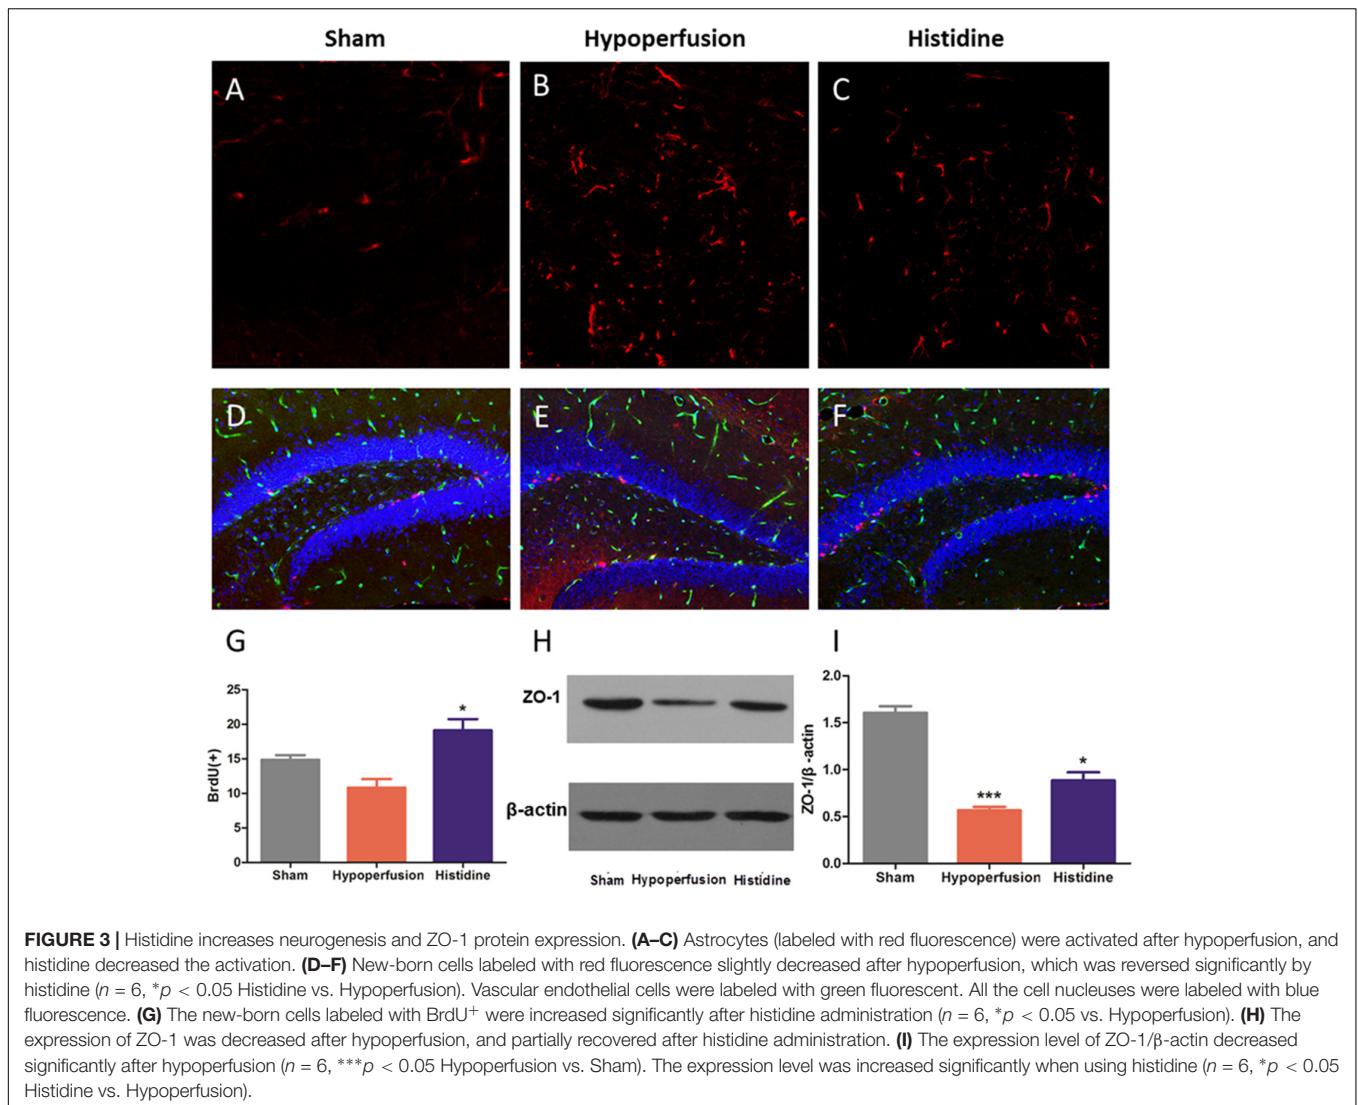 Sham Hypoperfusion Histidine
A B C
D E F
G H I
BrdU(+)
25
20
15
10
5
0
*
Sham Hypoperfusion Histidine
ZO-1
β-actin
Sham Hypoperfusion Histidine
ZO-1/β -actin
2.0
1.5
1.0
0.5
0.0
***
*
Sham Hypoperfusion Histidine
FIGURE 3 | Histidine increases neurogenesis and ZO-1 protein expression. (A–C) Astrocytes (labeled with red fluorescence) were activated after hypoperfusion, and
histidine decreased the activation. (D–F) New-born cells labeled with red fluorescence slightly decreased after hypoperfusion, which was reversed significantly by
histidine (n = 6, *p < 0.05 Histidine vs. Hypoperfusion). Vascular endothelial cells were labeled with green fluorescent. All the cell nucleuses were labeled with blue
fluorescence. (G) The new-born cells labeled with BrdU+ were increased significantly after histidine administration (n = 6, *p < 0.05 vs. Hypoperfusion). (H) The
expression of ZO-1 was decreased after hypoperfusion, and partially recovered after histidine administration. (I) The expression level of ZO-1/β-actin decreased
significantly after hypoperfusion (n = 6, ***p < 0.05 Hypoperfusion vs. Sham). The expression level was increased significantly when using histidine (n = 6, *p < 0.05
Histidine vs. Hypoperfusion).